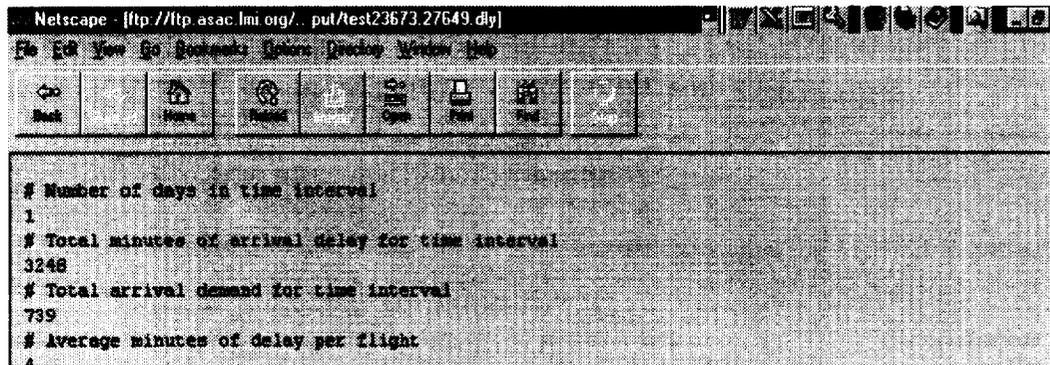 Netscape - [ftp://ftp.asac.lmi.org/.. put/test23673.27649.dly]
File Edit View Go Bookmarks Options Directory Window Help
Back Home Reload Open Print Find Stop
# Number of days in time interval
1
# Total minutes of arrival delay for time interval
3248
# Total arrival demand for time interval
739
# Average minutes of delay per flight
4